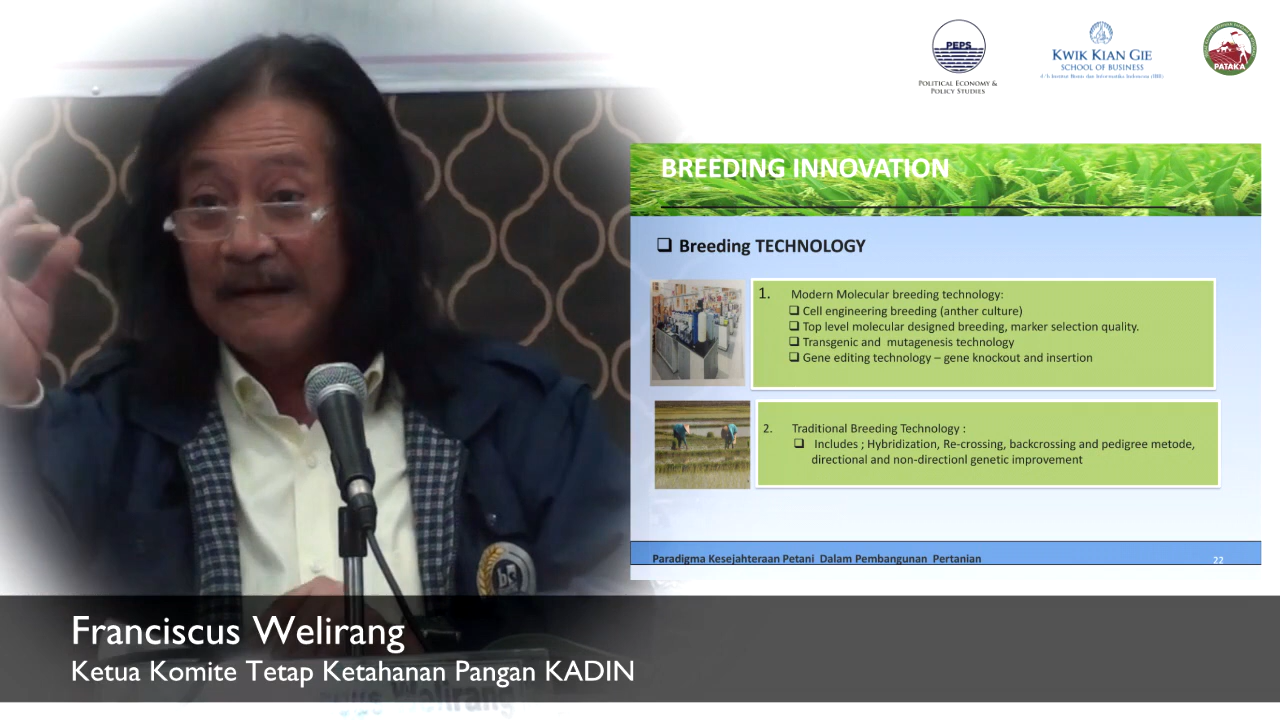 PEPS
POLITICAL ECONOMY &
POLICY STUDIES
KWIK KIAN GIE
SCHOOL OF BUSINESS
PATAKA
BREEDING INNOVATION
❑ Breeding TECHNOLOGY
1. Modern Molecular breeding technology:
❑ Cell engineering breeding (anther culture)
❑ Top level molecular designed breeding, marker selection quality.
❑ Transgenic and mutagenesis technology
❑ Gene editing technology – gene knockout and insertion
2. Traditional Breeding Technology :
❑ Includes ; Hybridization, Re-crossing, backcrossing and pedigree metode,
directional and non-directionl genetic improvement
Paradigma Kesejahteraan Petani Dalam Pembangunan Pertanian 22
Franciscus Welirang
Ketua Komite Tetap Ketahanan Pangan KADIN